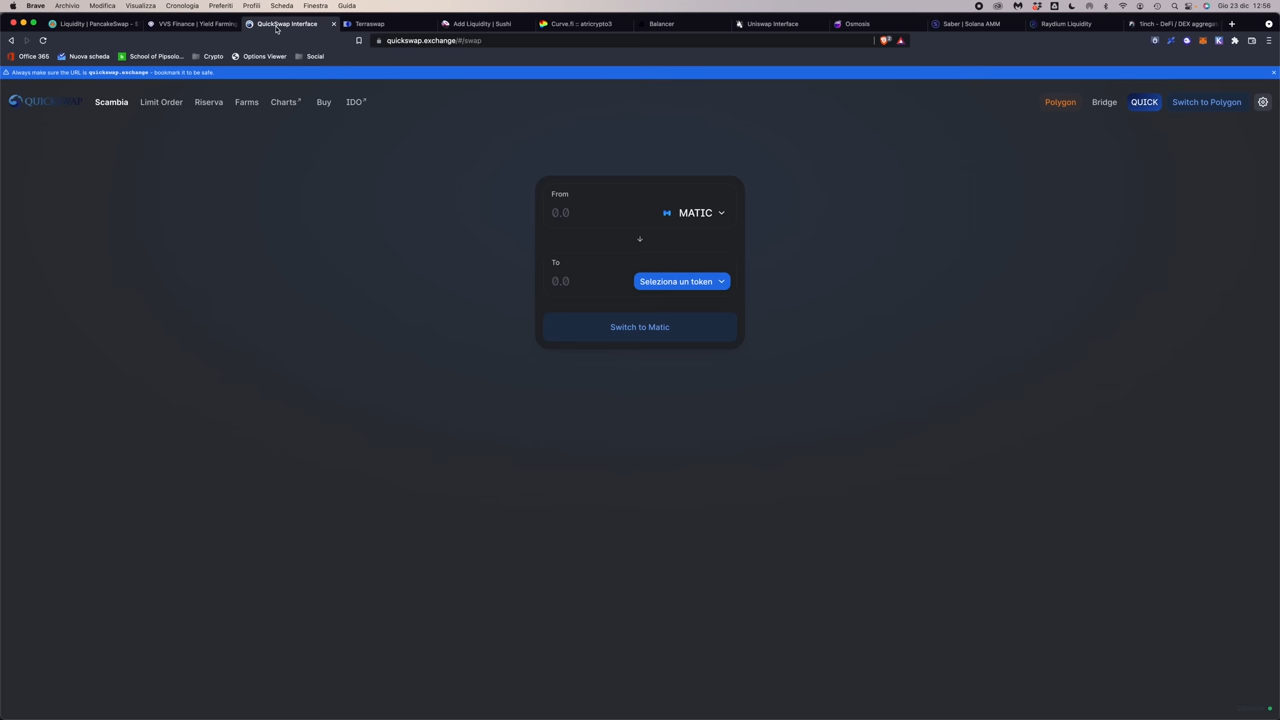 Brave Archivio Modifica Visualizza Cronologia Preferiti Profili Scheda Finestra Guida Gio 23 dic 12:56
Liquidity | PancakeSwap - $ VVS Finance | Yield Farming QuickSwap Interface Terraswap Add Liquidity | Sushi Curve.fi :: atricrypto3 Balancer Uniswap Interface Osmosis Saber | Solana AMM Raydium Liquidity 1inch - DeFi / DEX aggregat
quickswap.exchange/#/swap
Office 365 Nuova scheda School of Pipsolo... Crypto Options Viewer Social
Always make sure the URL is quickswap.exchange - bookmark it to be safe.
QUICKSWAP Scambia Limit Order Riserva Farms Charts↗ Buy IDO↗ Polygon Bridge QUICK Switch to Polygon
From
0.0 MATIC
To
0.0 Seleziona un token
Switch to Matic